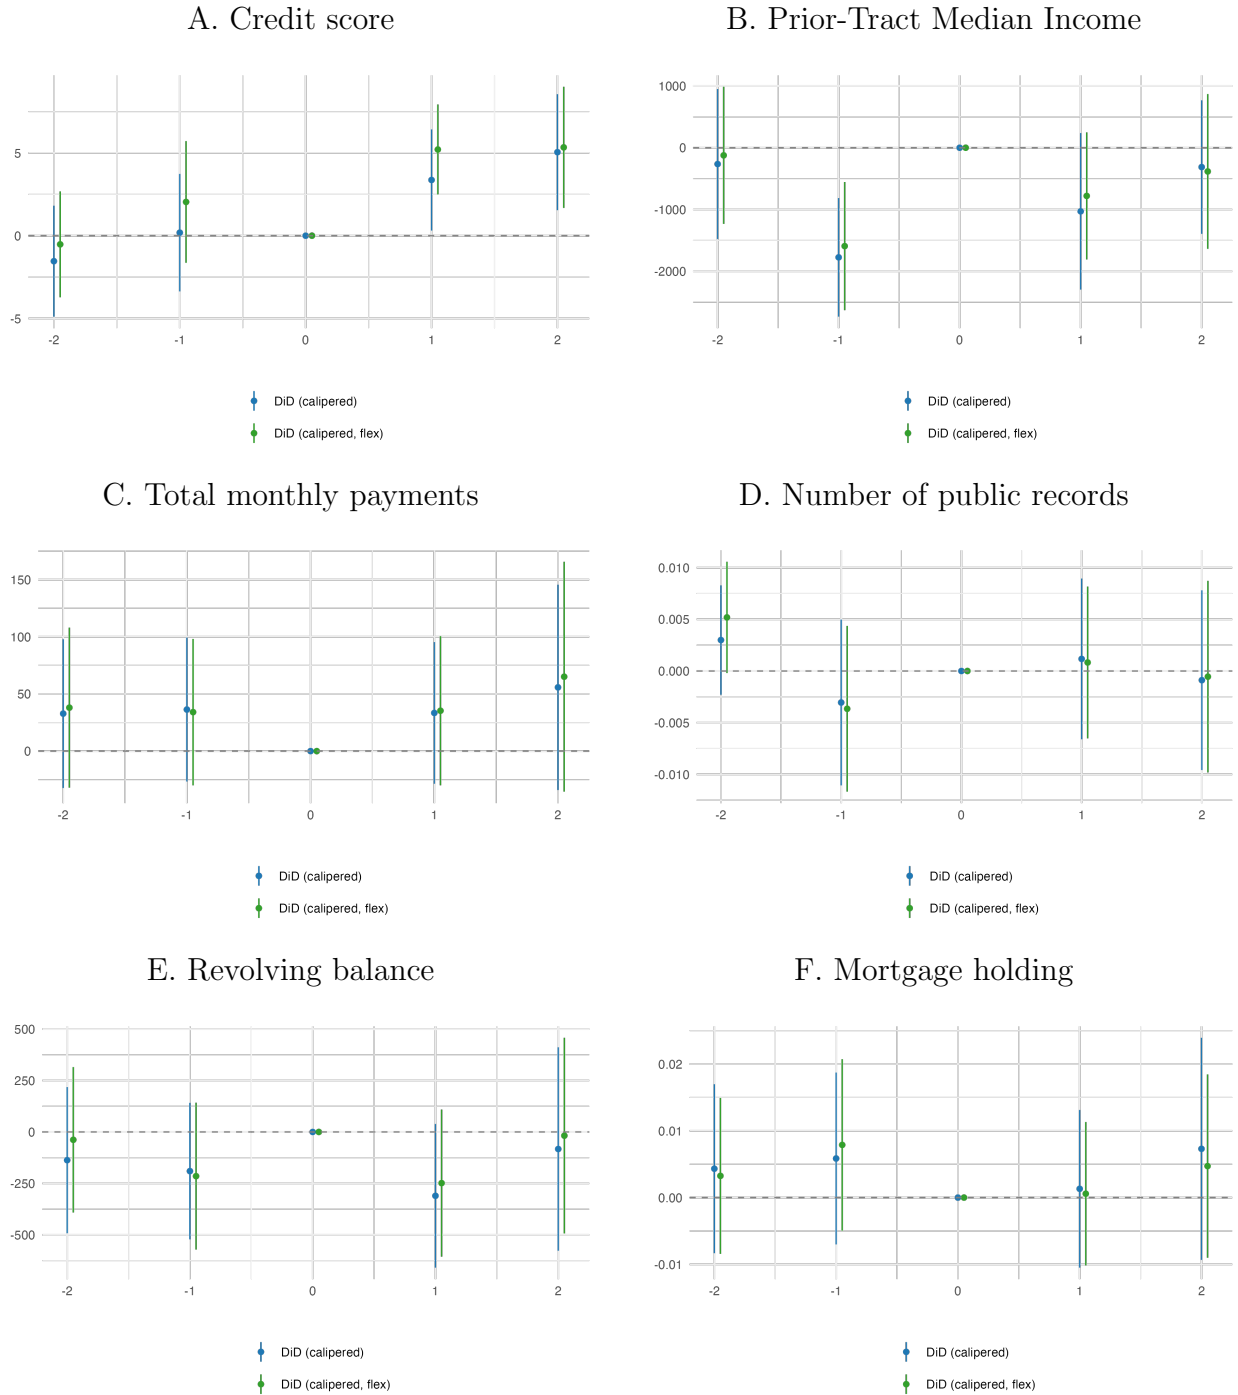 A. Credit score
5
0
-5
-2 -1 0 1 2
DiD (calipered)
DiD (calipered, flex)
B. Prior-Tract Median Income
1000
0
-1000
-2000
-2 -1 0 1 2
DiD (calipered)
DiD (calipered, flex)
C. Total monthly payments
150
100
50
0
-2 -1 0 1 2
DiD (calipered)
DiD (calipered, flex)
D. Number of public records
0.010
0.005
0.000
-0.005
-0.010
-2 -1 0 1 2
DiD (calipered)
DiD (calipered, flex)
E. Revolving balance
500
250
0
-250
-500
-2 -1 0 1 2
DiD (calipered)
DiD (calipered, flex)
F. Mortgage holding
0.02
0.01
0.00
-0.01
-2 -1 0 1 2
DiD (calipered)
DiD (calipered, flex)